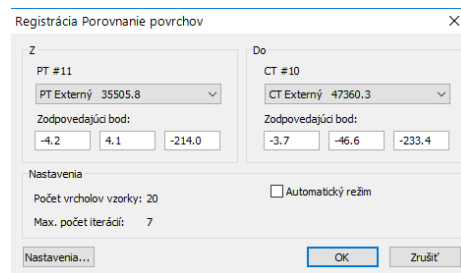 Registrácia Porovnanie povrchov
Z
PT #11
PT Externý 35505.8
Zodpovedajúci bod:
-4.2 4.1 -214.0
Do
CT #10
CT Externý 47360.3
Zodpovedajúci bod:
-3.7 -46.6 -233.4
Nastavenia
Počet vrcholov vzorky: 20
Max. počet iterácií: 7
Automatický režim
Nastavenia...
OK
Zrušiť